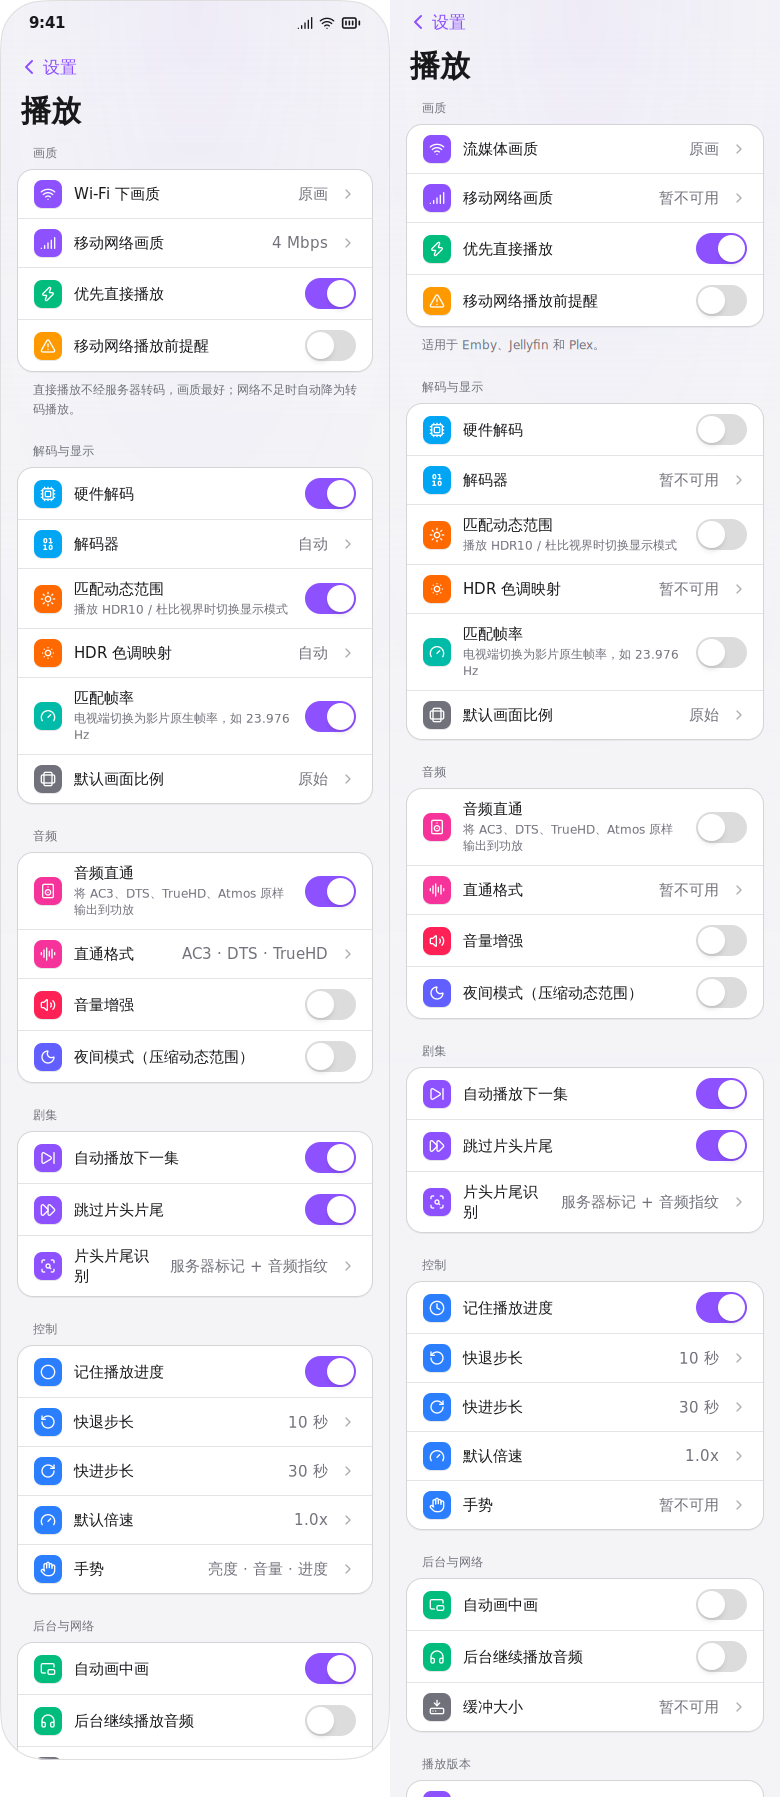 9:41
设置
播放
画质
Wi-Fi 下画质 原画
移动网络画质 4 Mbps
优先直接播放
移动网络播放前提醒
直接播放不经服务器转码，画质最好；网络不足时自动降为转
码播放。
解码与显示
硬件解码
01
10
解码器 自动
匹配动态范围
播放 HDR10 / 杜比视界时切换显示模式
HDR 色调映射 自动
匹配帧率
电视端切换为影片原生帧率，如 23.976
Hz
默认画面比例 原始
音频
音频直通
将 AC3、DTS、TrueHD、Atmos 原样
输出到功放
直通格式 AC3 · DTS · TrueHD
音量增强
夜间模式（压缩动态范围）
剧集
自动播放下一集
跳过片头片尾
片头片尾识
别 服务器标记 + 音频指纹
控制
记住播放进度
快退步长 10 秒
快进步长 30 秒
默认倍速 1.0x
手势 亮度 · 音量 · 进度
后台与网络
自动画中画
后台继续播放音频
设置
播放
画质
流媒体画质 原画
移动网络画质 暂不可用
优先直接播放
移动网络播放前提醒
适用于 Emby、Jellyfin 和 Plex。
解码与显示
硬件解码
01
10
解码器 暂不可用
匹配动态范围
播放 HDR10 / 杜比视界时切换显示模式
HDR 色调映射 暂不可用
匹配帧率
电视端切换为影片原生帧率，如 23.976
Hz
默认画面比例 原始
音频
音频直通
将 AC3、DTS、TrueHD、Atmos 原样
输出到功放
直通格式 暂不可用
音量增强
夜间模式（压缩动态范围）
剧集
自动播放下一集
跳过片头片尾
片头片尾识
别 服务器标记 + 音频指纹
控制
记住播放进度
快退步长 10 秒
快进步长 30 秒
默认倍速 1.0x
手势 暂不可用
后台与网络
自动画中画
后台继续播放音频
缓冲大小 暂不可用
播放版本